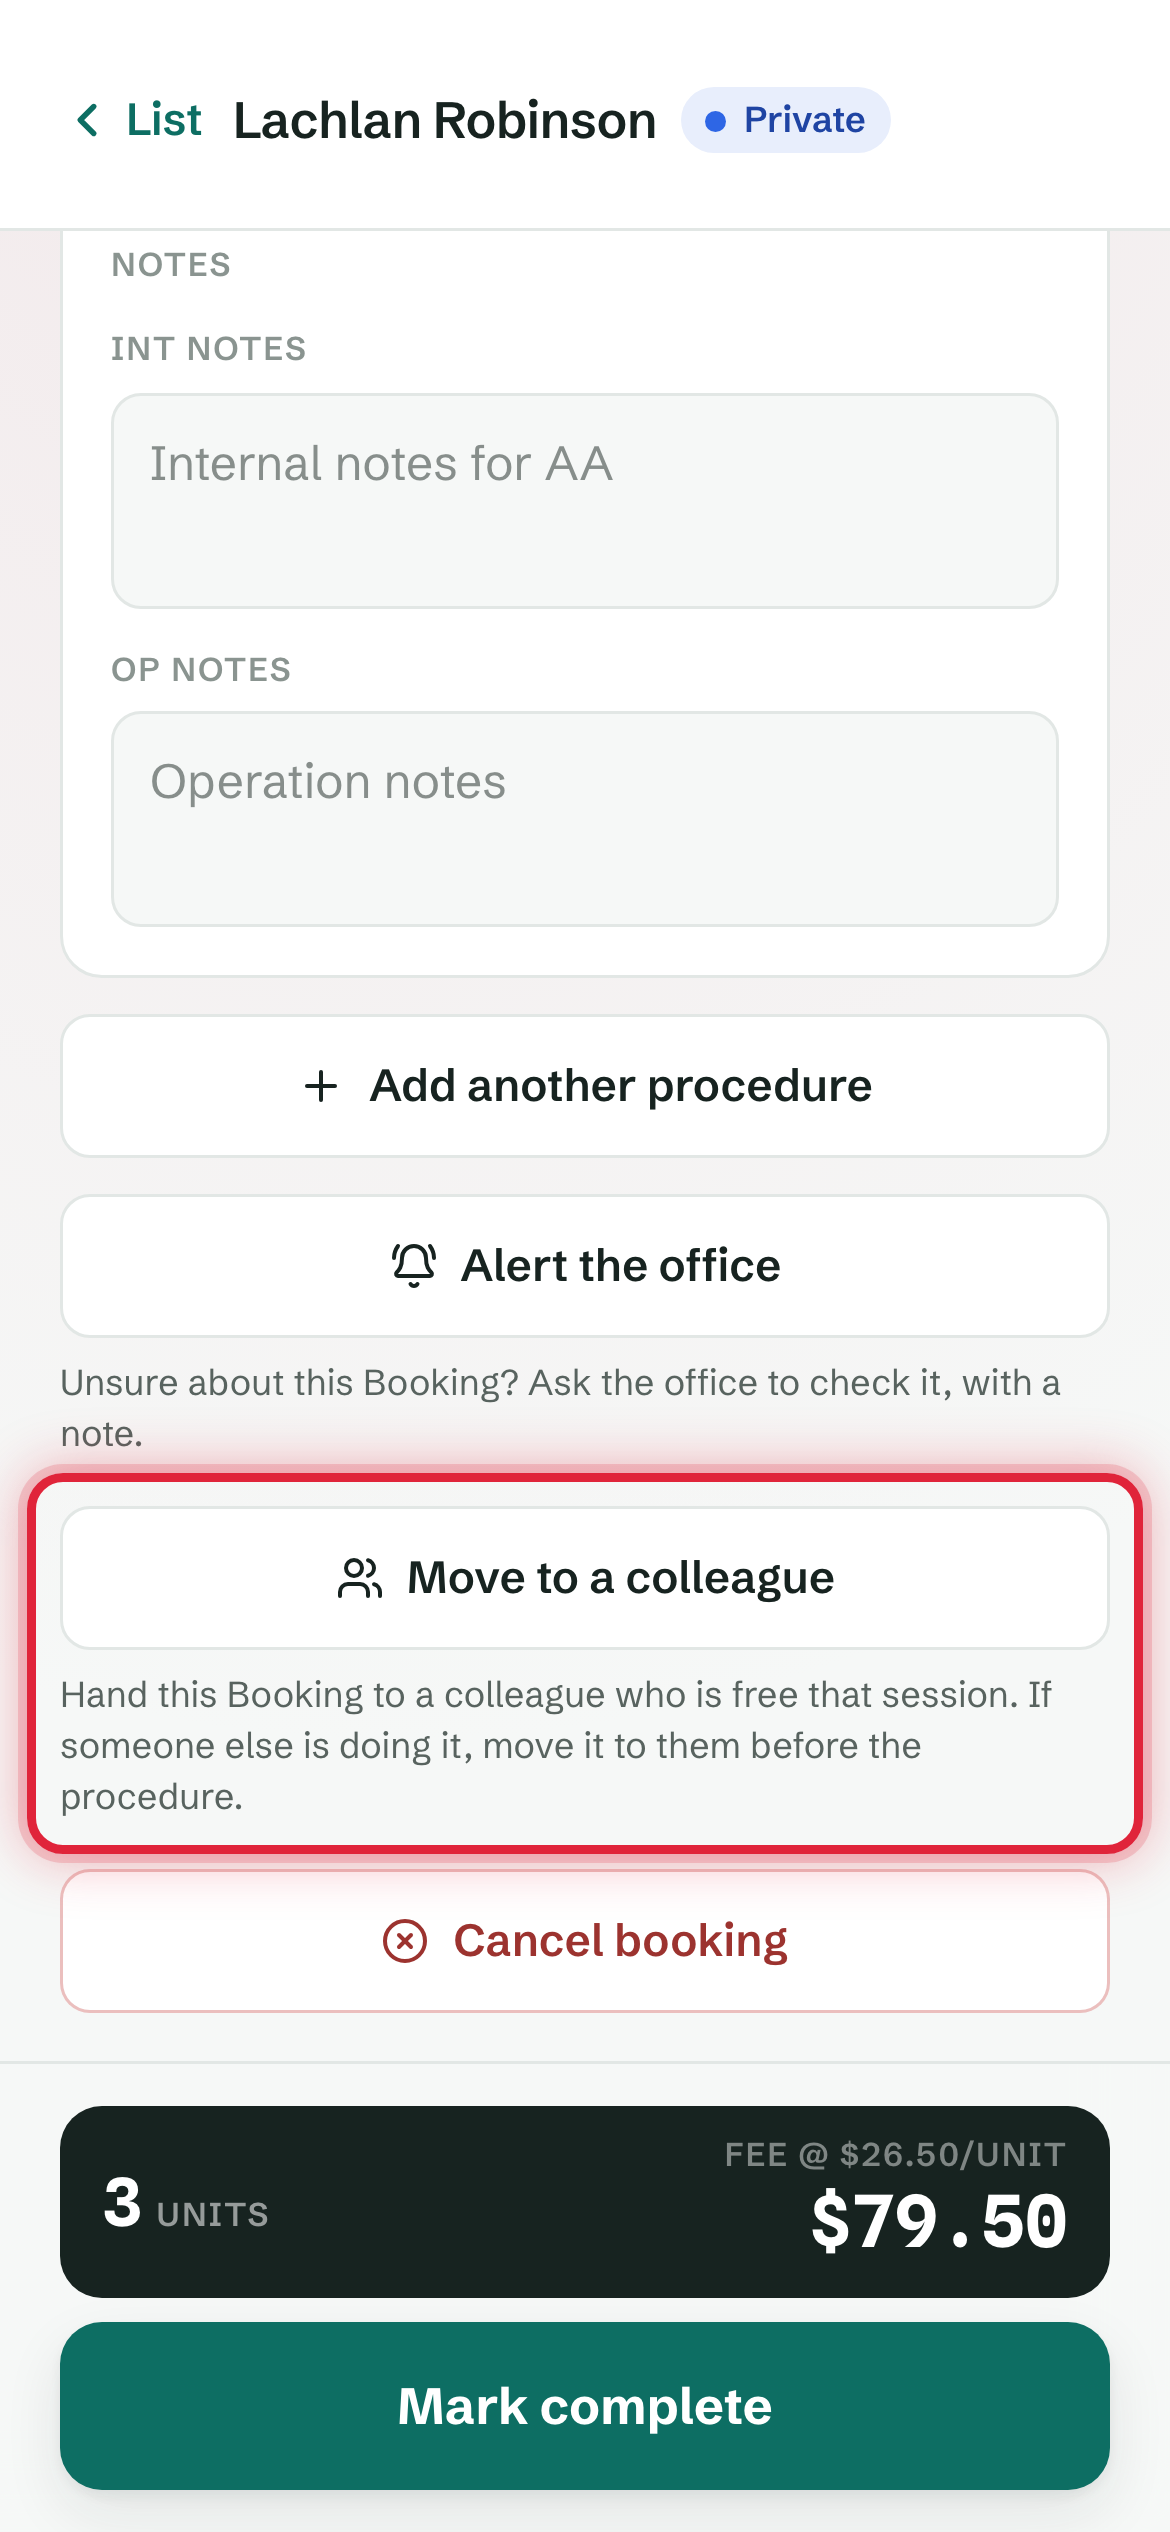 List Lachlan Robinson Private
NOTES
INT NOTES
Internal notes for AA
OP NOTES
Operation notes
Add another procedure
Alert the office
Unsure about this Booking? Ask the office to check it, with a
note.
Move to a colleague
Hand this Booking to a colleague who is free that session. If
someone else is doing it, move it to them before the
procedure.
Cancel booking
FEE @ $26.50/UNIT
3 UNITS
$79.50
Mark complete